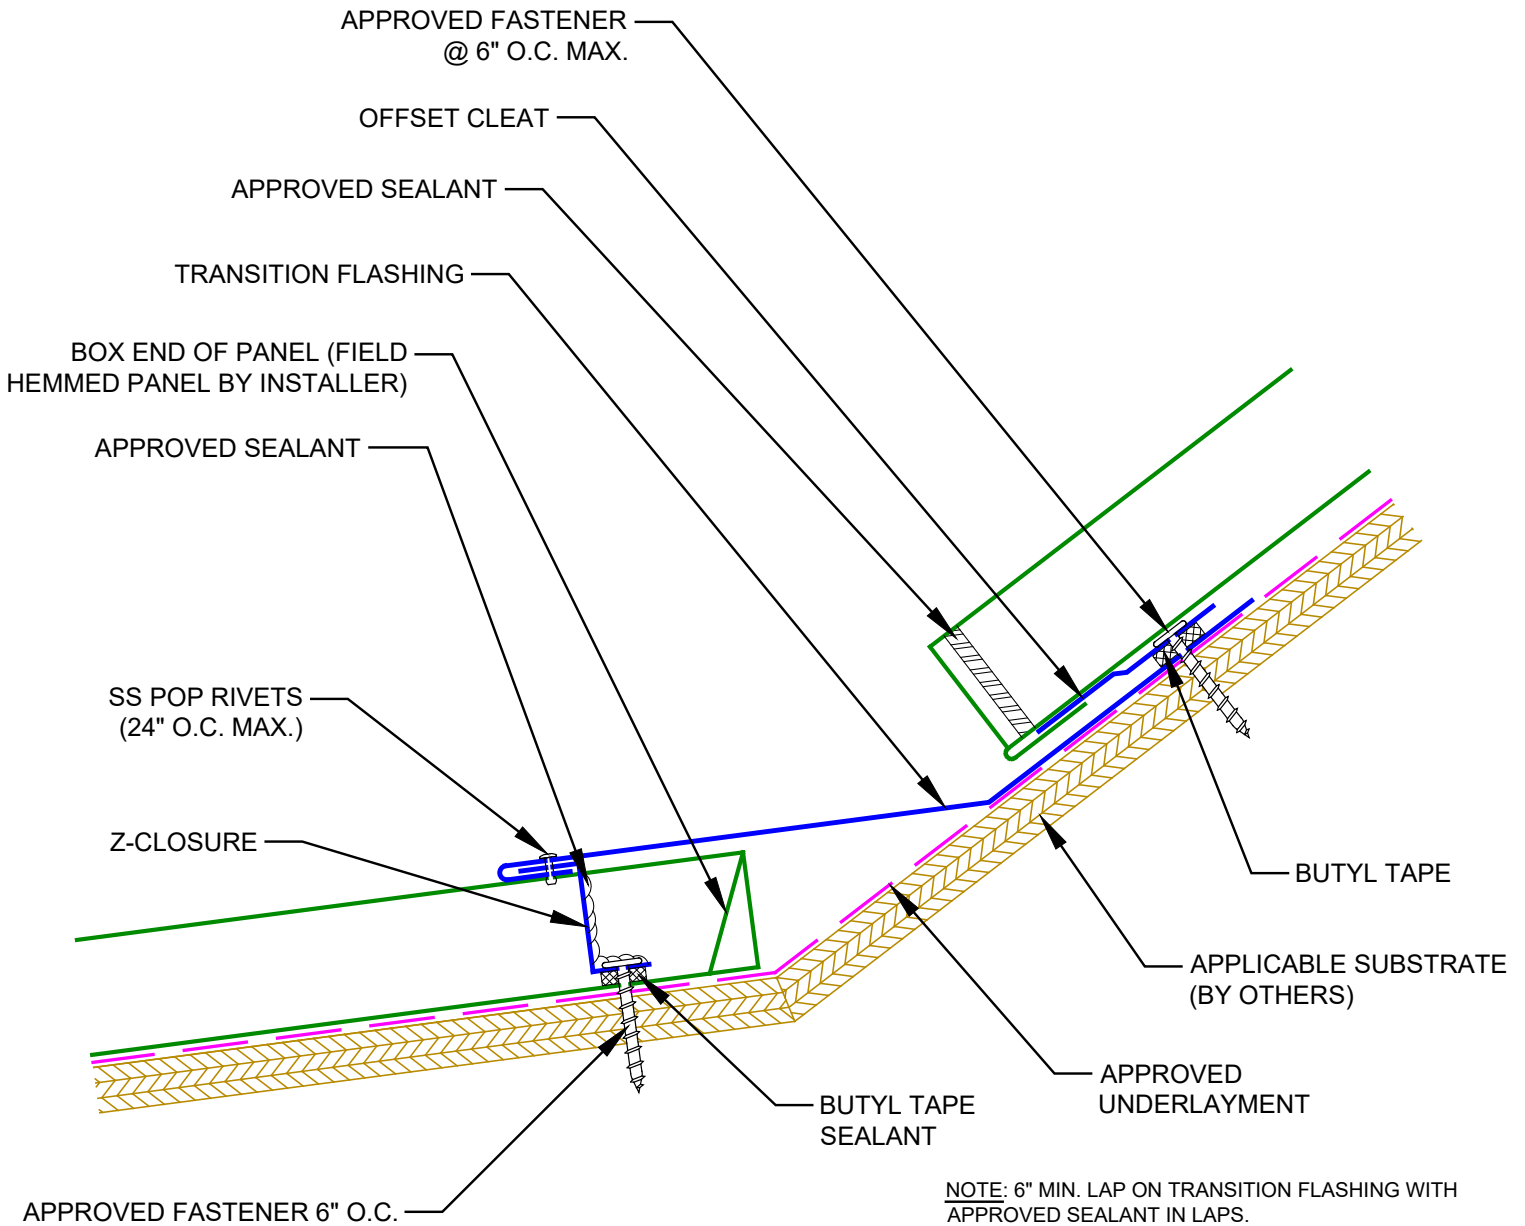 APPROVED FASTENER
@ 6" O.C. MAX.
OFFSET CLEAT
APPROVED SEALANT
TRANSITION FLASHING
BOX END OF PANEL (FIELD
HEMMED PANEL BY INSTALLER)
APPROVED SEALANT
SS POP RIVETS
(24" O.C. MAX.)
Z-CLOSURE
BUTYL TAPE
APPLICABLE SUBSTRATE
(BY OTHERS)
APPROVED
UNDERLAYMENT
BUTYL TAPE
SEALANT
APPROVED FASTENER 6" O.C.
NOTE: 6" MIN. LAP ON TRANSITION FLASHING WITH
APPROVED SEALANT IN LAPS.